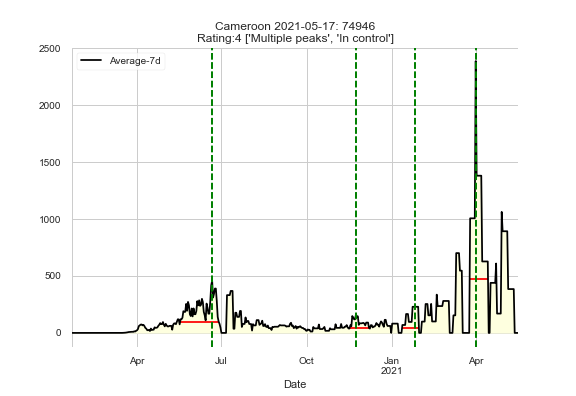 Cameroon 2021-05-17: 74946
Rating:4 ['Multiple peaks', 'In control']
2500
Average-7d
2000
1500
1000
500
0
Apr
Jul
Oct
Jan
2021
Apr
Date